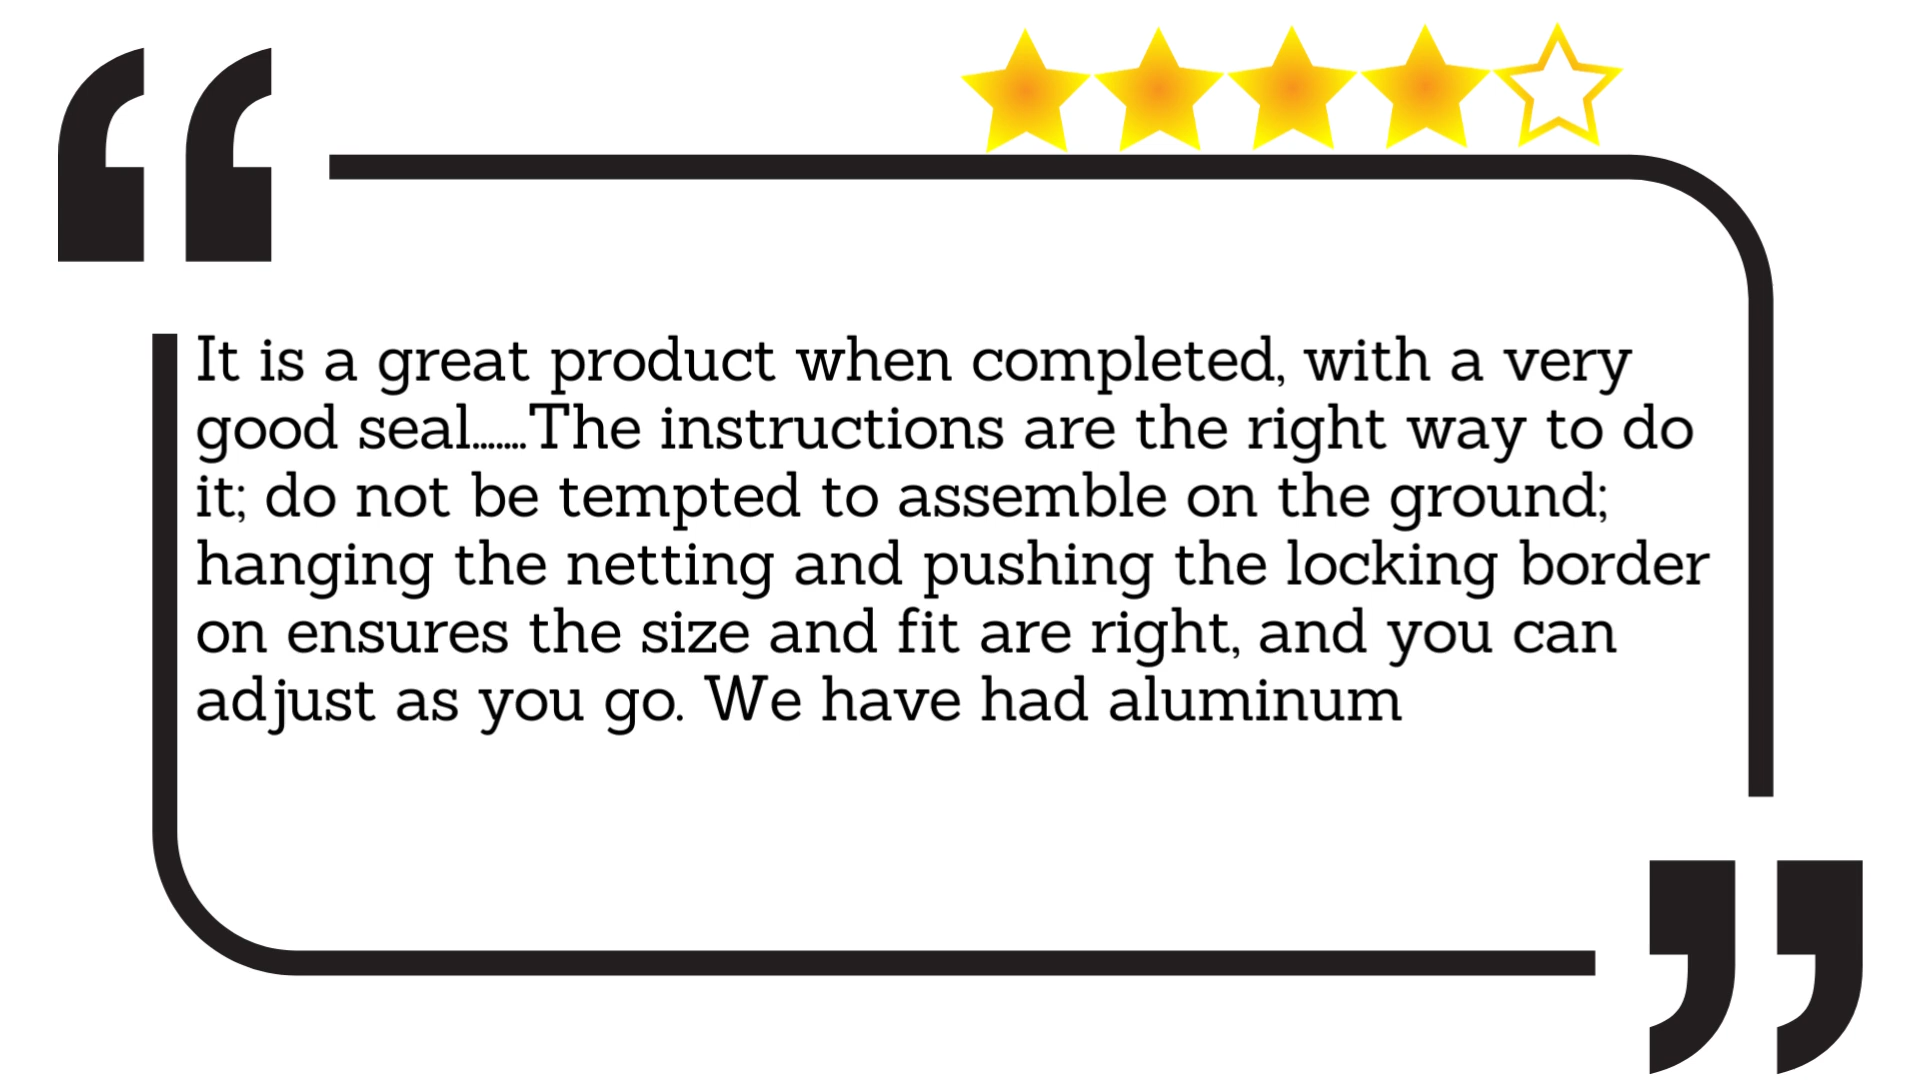 It is a great product when completed, with a very
good seal.......The instructions are the right way to do
it; do not be tempted to assemble on the ground;
hanging the netting and pushing the locking border
on ensures the size and fit are right, and you can
adjust as you go. We have had aluminum